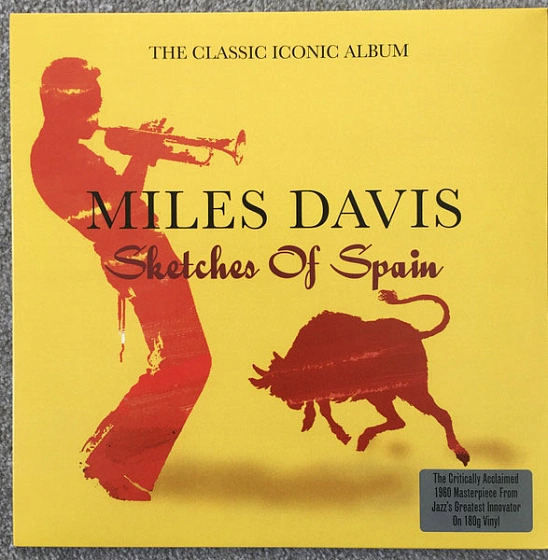 THE CLASSIC ICONIC ALBUM
MILES DAVIS
Sketches Of Spain
The Critically Acclaimed
1960 Masterpiece From
Jazz's Greatest Innovator
On 180g Vinyl